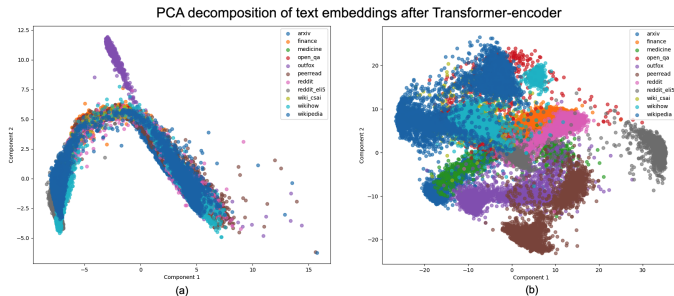 PCA decomposition of text embeddings after Transformer-encoder
12.5
10.0
7.5
5.0
2.5
0.0
-2.5
-5.0
Component 2
-5
0
5
10
15
Component 1
arxiv
finance
medicine
open_qa
outfox
peerread
reddit
reddit_eli5
wiki_csai
wikihow
wikipedia
(a)
20
10
0
-10
-20
Component 2
-20
-10
0
10
20
30
Component 1
arxiv
finance
medicine
open_qa
outfox
peerread
reddit
reddit_eli5
wiki_csai
wikihow
wikipedia
(b)